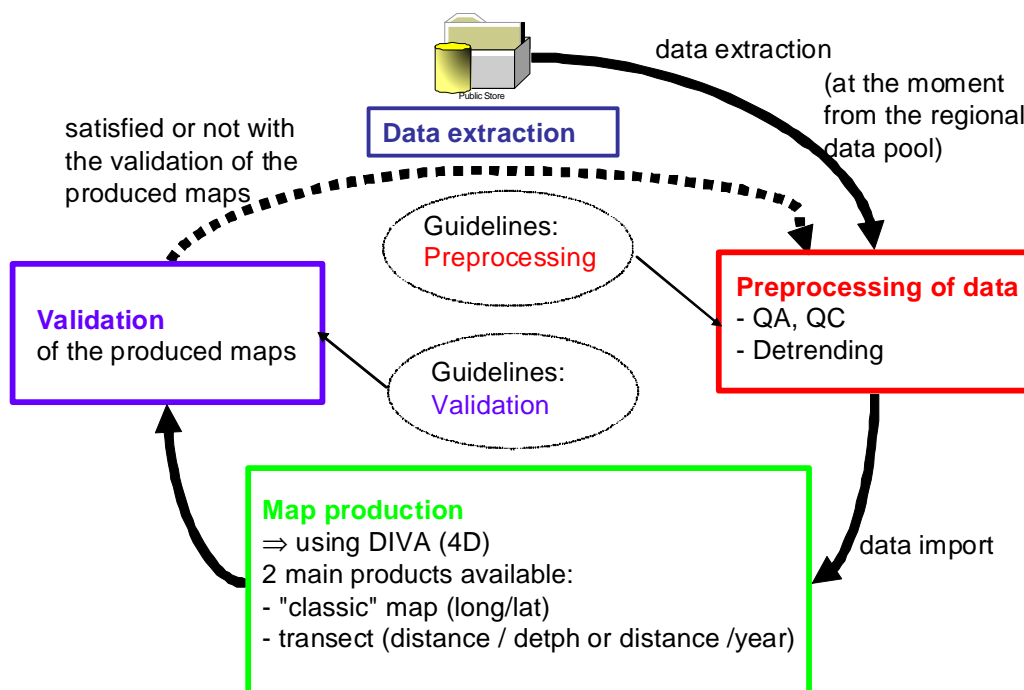 Public Store
data extraction
(at the moment
from the regional
data pool)
Data extraction
satisfied or not with
the validation of the
produced maps
Guidelines:
Preprocessing
Preprocessing of data
- QA, QC
- Detrending
Validation
of the produced maps
Guidelines:
Validation
Map production
⇒ using DIVA (4D)
2 main products available:
- "classic" map (long/lat)
- transect (distance / detph or distance /year)
data import